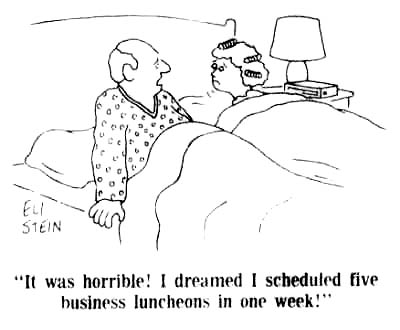 ELI
STEIN
"It was horrible! I dreamed I scheduled five
business luncheons in one week!"